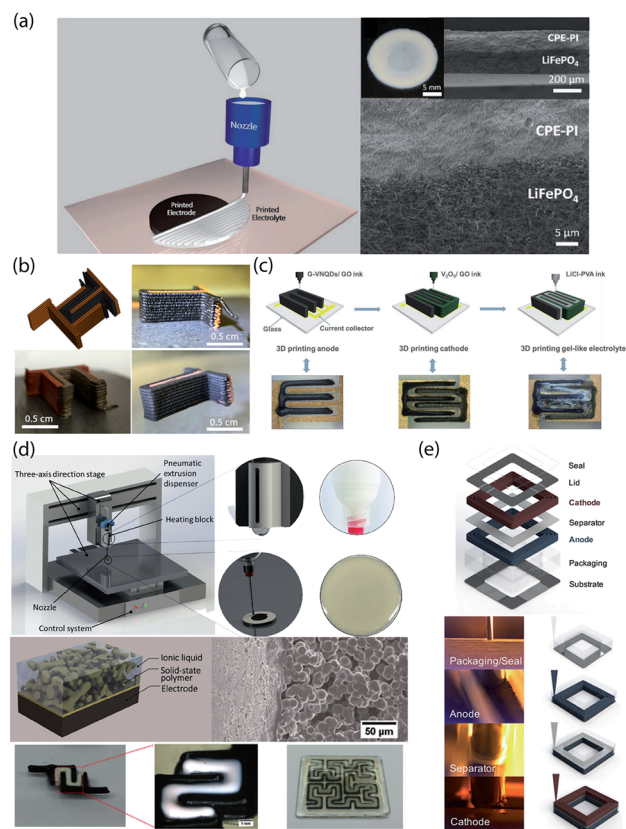 (a)
Nozzle
Printed
Electrode
Printed
Electrolyte
5 mm
CPE-PI
LiFePO₄
200 μm
CPE-PI
LiFePO₄
5 μm
(b)
0.5 cm
0.5 cm
0.5 cm
(c)
G-VNQDs/ GO ink
V₂O₅/ GO ink
LiCl-PVA ink
Glass
Current collector
3D printing anode
3D printing cathode
3D printing gel-like electrolyte
(d)
Three-axis direction stage
Pneumatic
extrusion
dispenser
Heating block
Nozzle
Control system
Ionic liquid
Solid-state
polymer
Electrode
50 μm
1 mm
(e)
Seal
Lid
Cathode
Separator
Anode
Packaging
Substrate
Packaging/Seal
Anode
Separator
Cathode